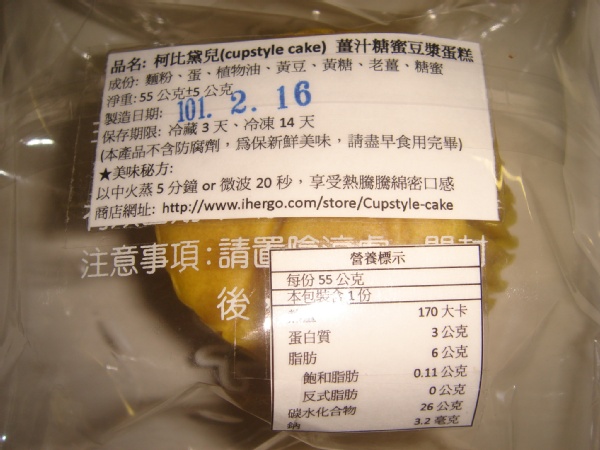 品名: 柯比黛兒(cupstyle cake) 薑汁糖蜜豆漿蛋糕
成份: 麵粉、蛋、植物油、黃豆、黃糖、老薑、糖蜜
淨重: 55 公克±5 公克
製造日期: 101. 2. 16
保存期限: 冷藏 3 天、冷凍 14 天
(本產品不含防腐劑，為保新鮮美味，請盡早食用完畢)
★美味秘方:
以中火蒸 5 分鐘 or 微波 20 秒，享受熱騰騰綿密口感
商店網址: http://www.ihergo.com/store/Cupstyle-cake
注意事項:請置陰涼處 開封
後
營養標示
每份 55 公克
本包裝含 1 份
170 大卡
蛋白質 3 公克
脂肪 6 公克
飽和脂肪 0.11 公克
反式脂肪 0 公克
碳水化合物 26 公克
鈉 3.2 毫克